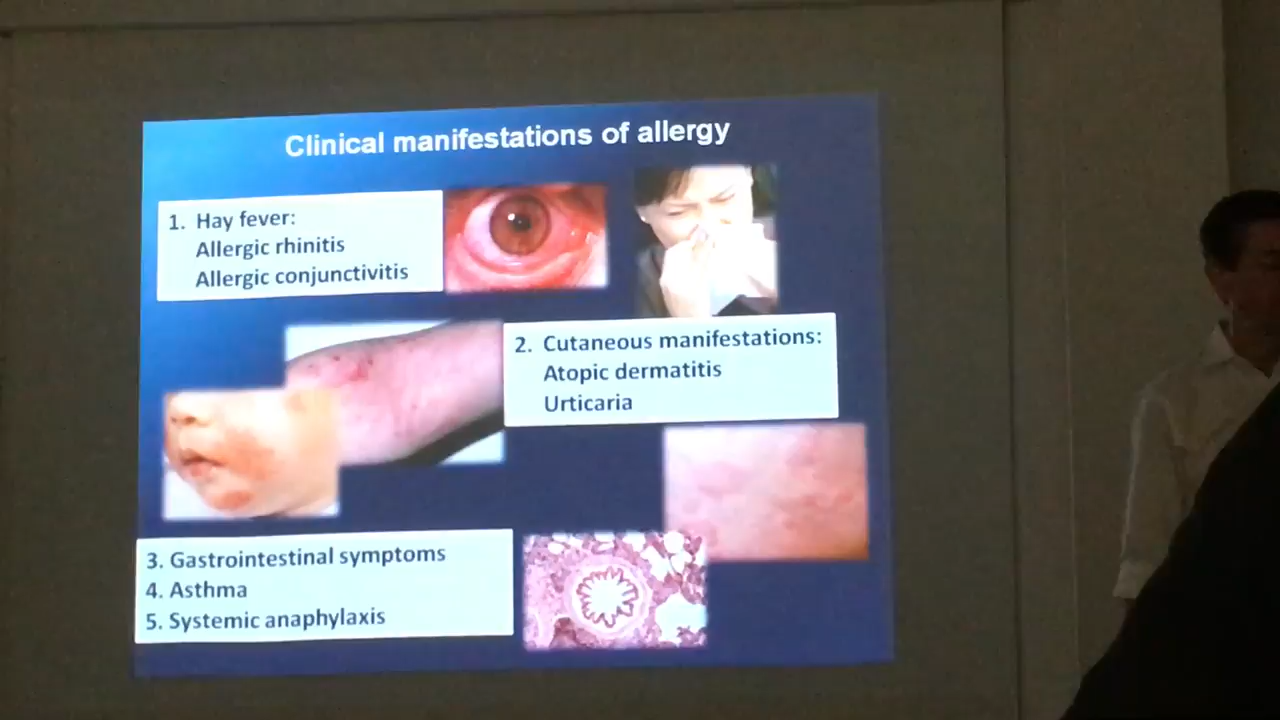 Clinical manifestations of allergy
1. Hay fever:
Allergic rhinitis
Allergic conjunctivitis
2. Cutaneous manifestations:
Atopic dermatitis
Urticaria
3. Gastrointestinal symptoms
4. Asthma
5. Systemic anaphylaxis